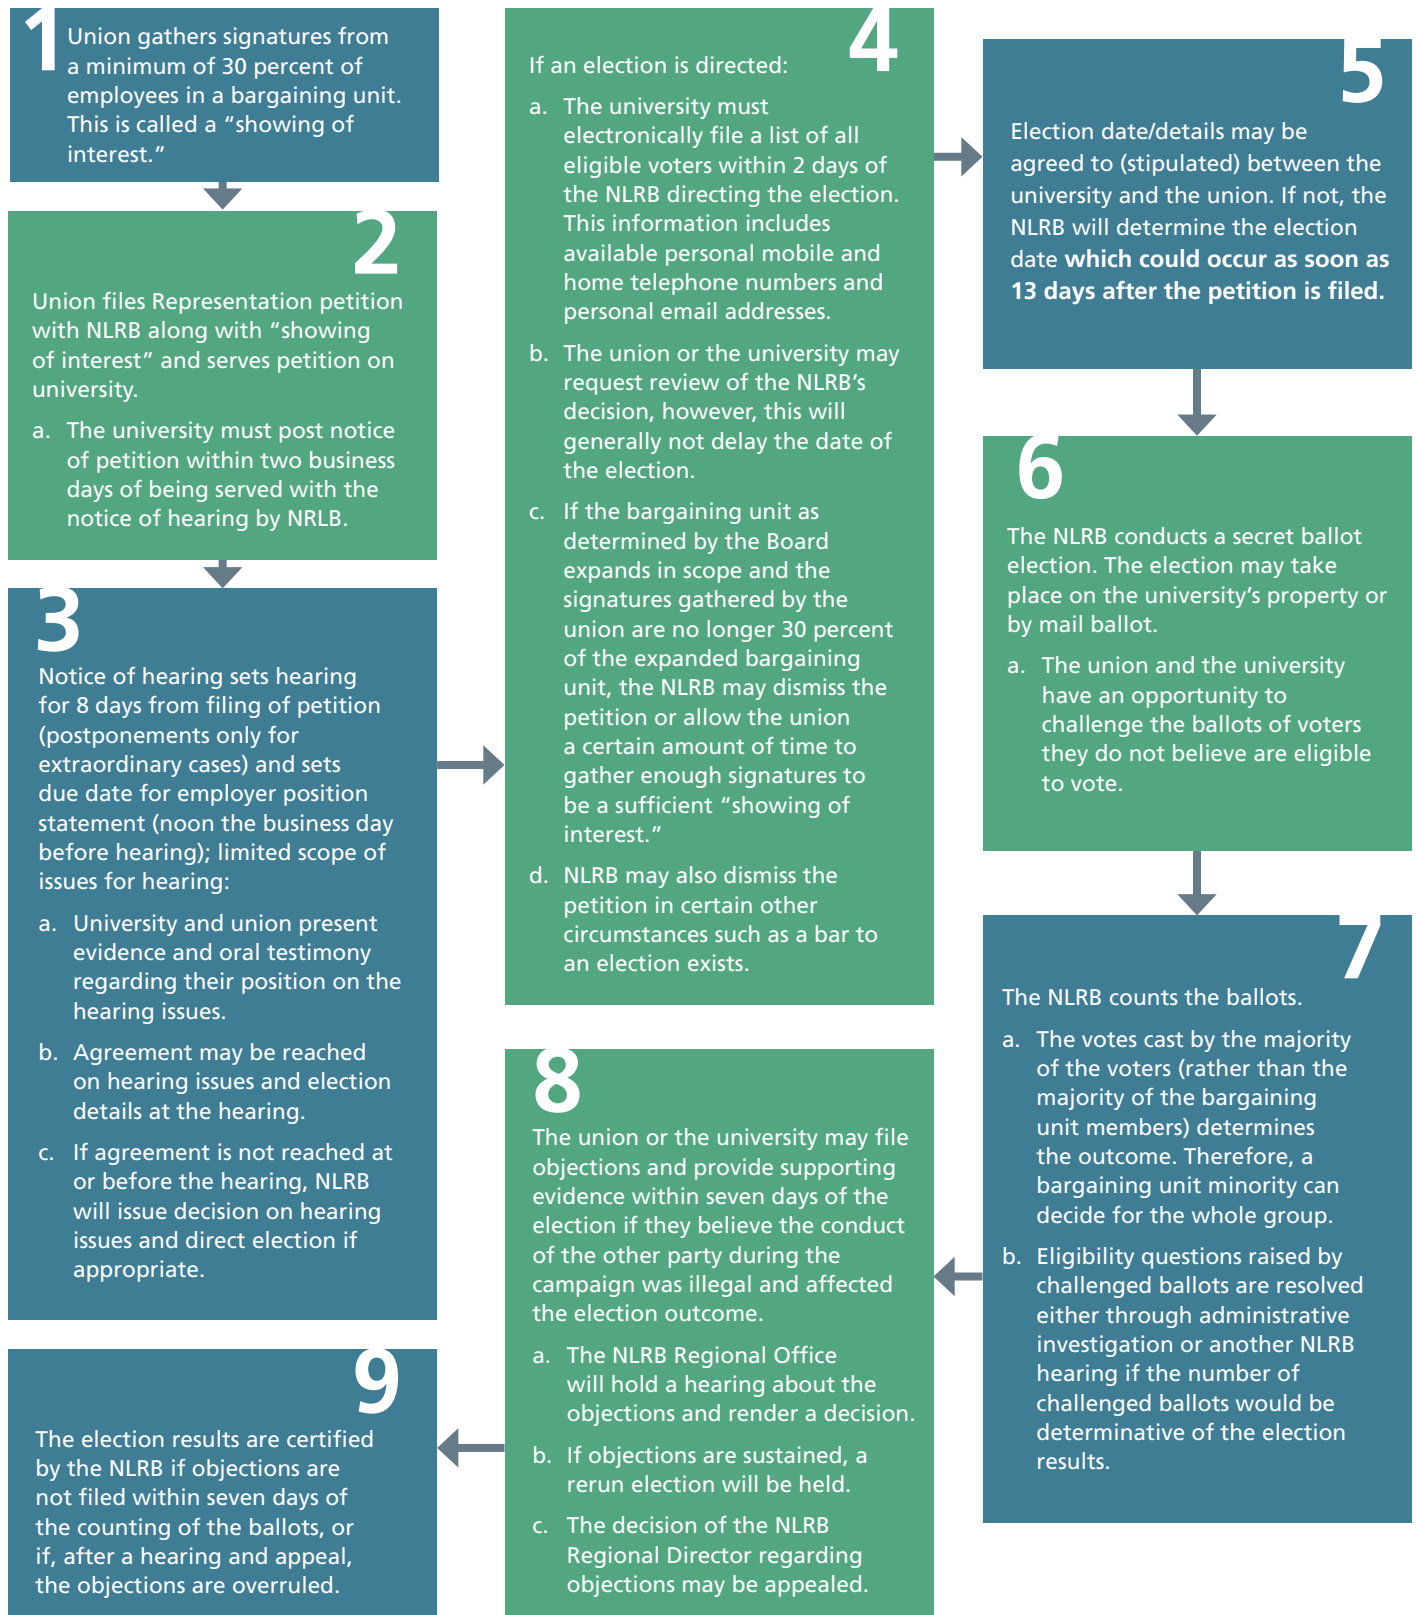 1
Union gathers signatures from
a minimum of 30 percent of
employees in a bargaining unit.
This is called a “showing of
interest.”
2
Union files Representation petition
with NLRB along with “showing
of interest” and serves petition on
university.
a. The university must post notice
of petition within two business
days of being served with the
notice of hearing by NRLB.
3
Notice of hearing sets hearing
for 8 days from filing of petition
(postponements only for
extraordinary cases) and sets
due date for employer position
statement (noon the business day
before hearing); limited scope of
issues for hearing:
a. University and union present
evidence and oral testimony
regarding their position on the
hearing issues.
b. Agreement may be reached
on hearing issues and election
details at the hearing.
c. If agreement is not reached at
or before the hearing, NLRB
will issue decision on hearing
issues and direct election if
appropriate.
4
If an election is directed:
a. The university must
electronically file a list of all
eligible voters within 2 days of
the NLRB directing the election.
This information includes
available personal mobile and
home telephone numbers and
personal email addresses.
b. The union or the university may
request review of the NLRB’s
decision, however, this will
generally not delay the date of
the election.
c. If the bargaining unit as
determined by the Board
expands in scope and the
signatures gathered by the
union are no longer 30 percent
of the expanded bargaining
unit, the NLRB may dismiss the
petition or allow the union
a certain amount of time to
gather enough signatures to
be a sufficient “showing of
interest.”
d. NLRB may also dismiss the
petition in certain other
circumstances such as a bar to
an election exists.
5
Election date/details may be
agreed to (stipulated) between the
university and the union. If not, the
NLRB will determine the election
date which could occur as soon as
13 days after the petition is filed.
6
The NLRB conducts a secret ballot
election. The election may take
place on the university’s property or
by mail ballot.
a. The union and the university
have an opportunity to
challenge the ballots of voters
they do not believe are eligible
to vote.
7
The NLRB counts the ballots.
a. The votes cast by the majority
of the voters (rather than the
majority of the bargaining
unit members) determines
the outcome. Therefore, a
bargaining unit minority can
decide for the whole group.
b. Eligibility questions raised by
challenged ballots are resolved
either through administrative
investigation or another NLRB
hearing if the number of
challenged ballots would be
determinative of the election
results.
8
The union or the university may file
objections and provide supporting
evidence within seven days of the
election if they believe the conduct
of the other party during the
campaign was illegal and affected
the election outcome.
a. The NLRB Regional Office
will hold a hearing about the
objections and render a decision.
b. If objections are sustained, a
rerun election will be held.
c. The decision of the NLRB
Regional Director regarding
objections may be appealed.
9
The election results are certified
by the NLRB if objections are
not filed within seven days of
the counting of the ballots, or
if, after a hearing and appeal,
the objections are overruled.